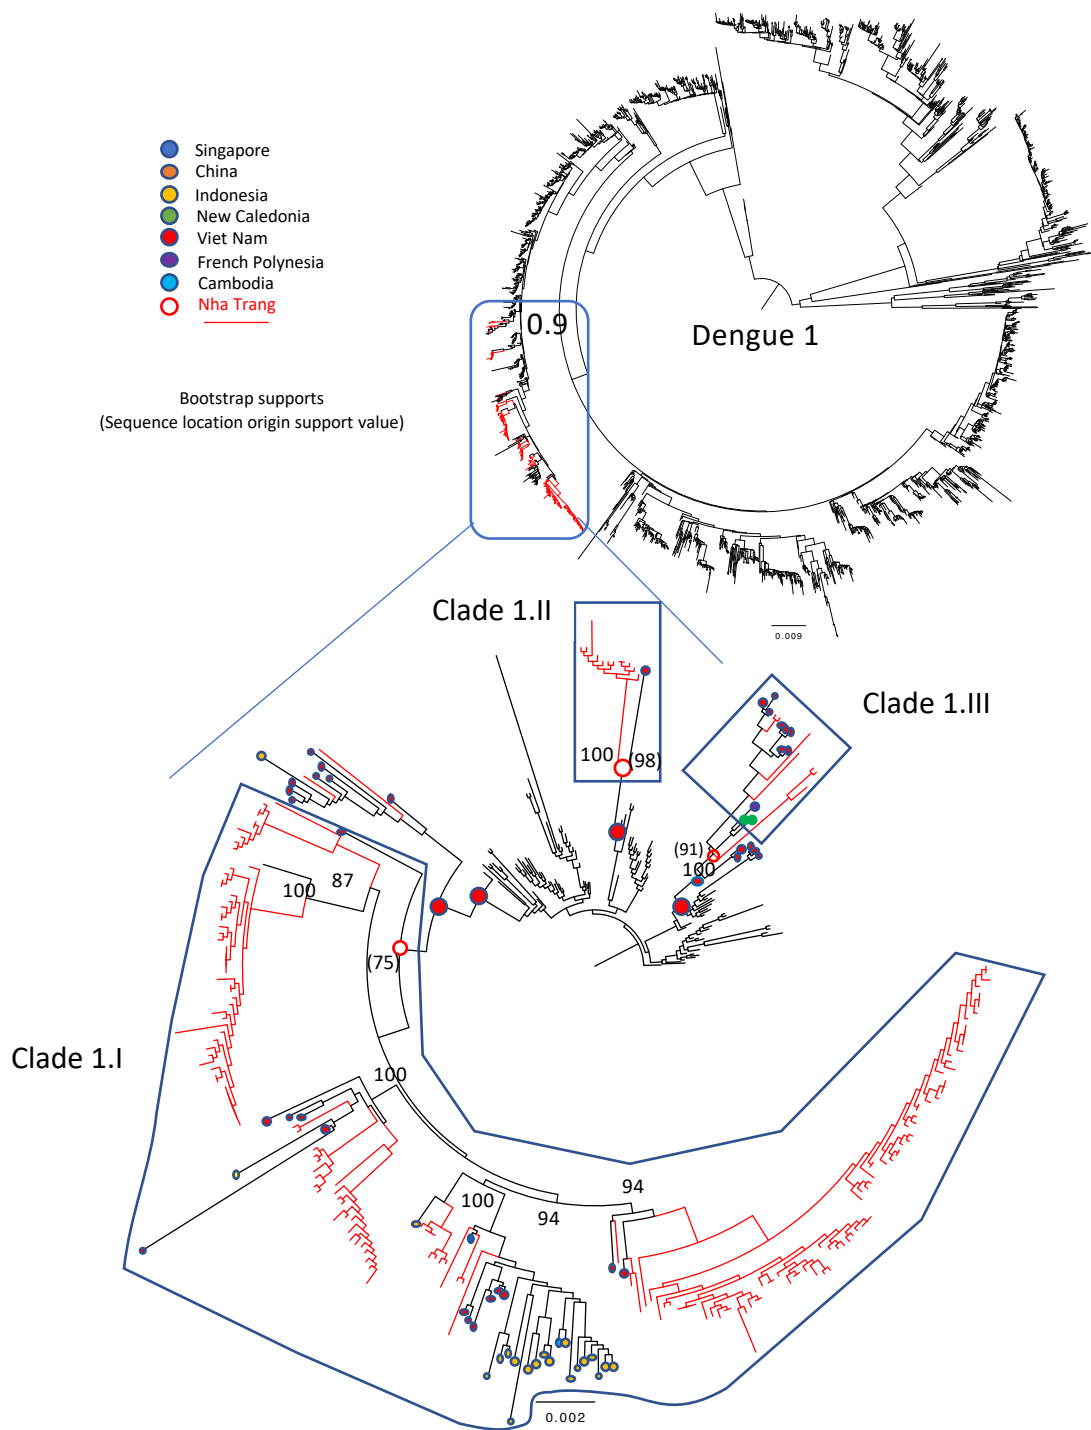 Singapore
China
Indonesia
New Caledonia
Viet Nam
French Polynesia
Cambodia
Nha Trang
0.9
Dengue 1
Bootstrap supports
(Sequence location origin support value)
0.009
Clade 1.II
Clade 1.III
100
(98)
(91)
100
87
100
(75)
Clade 1.I
100
94
100
94
0.002